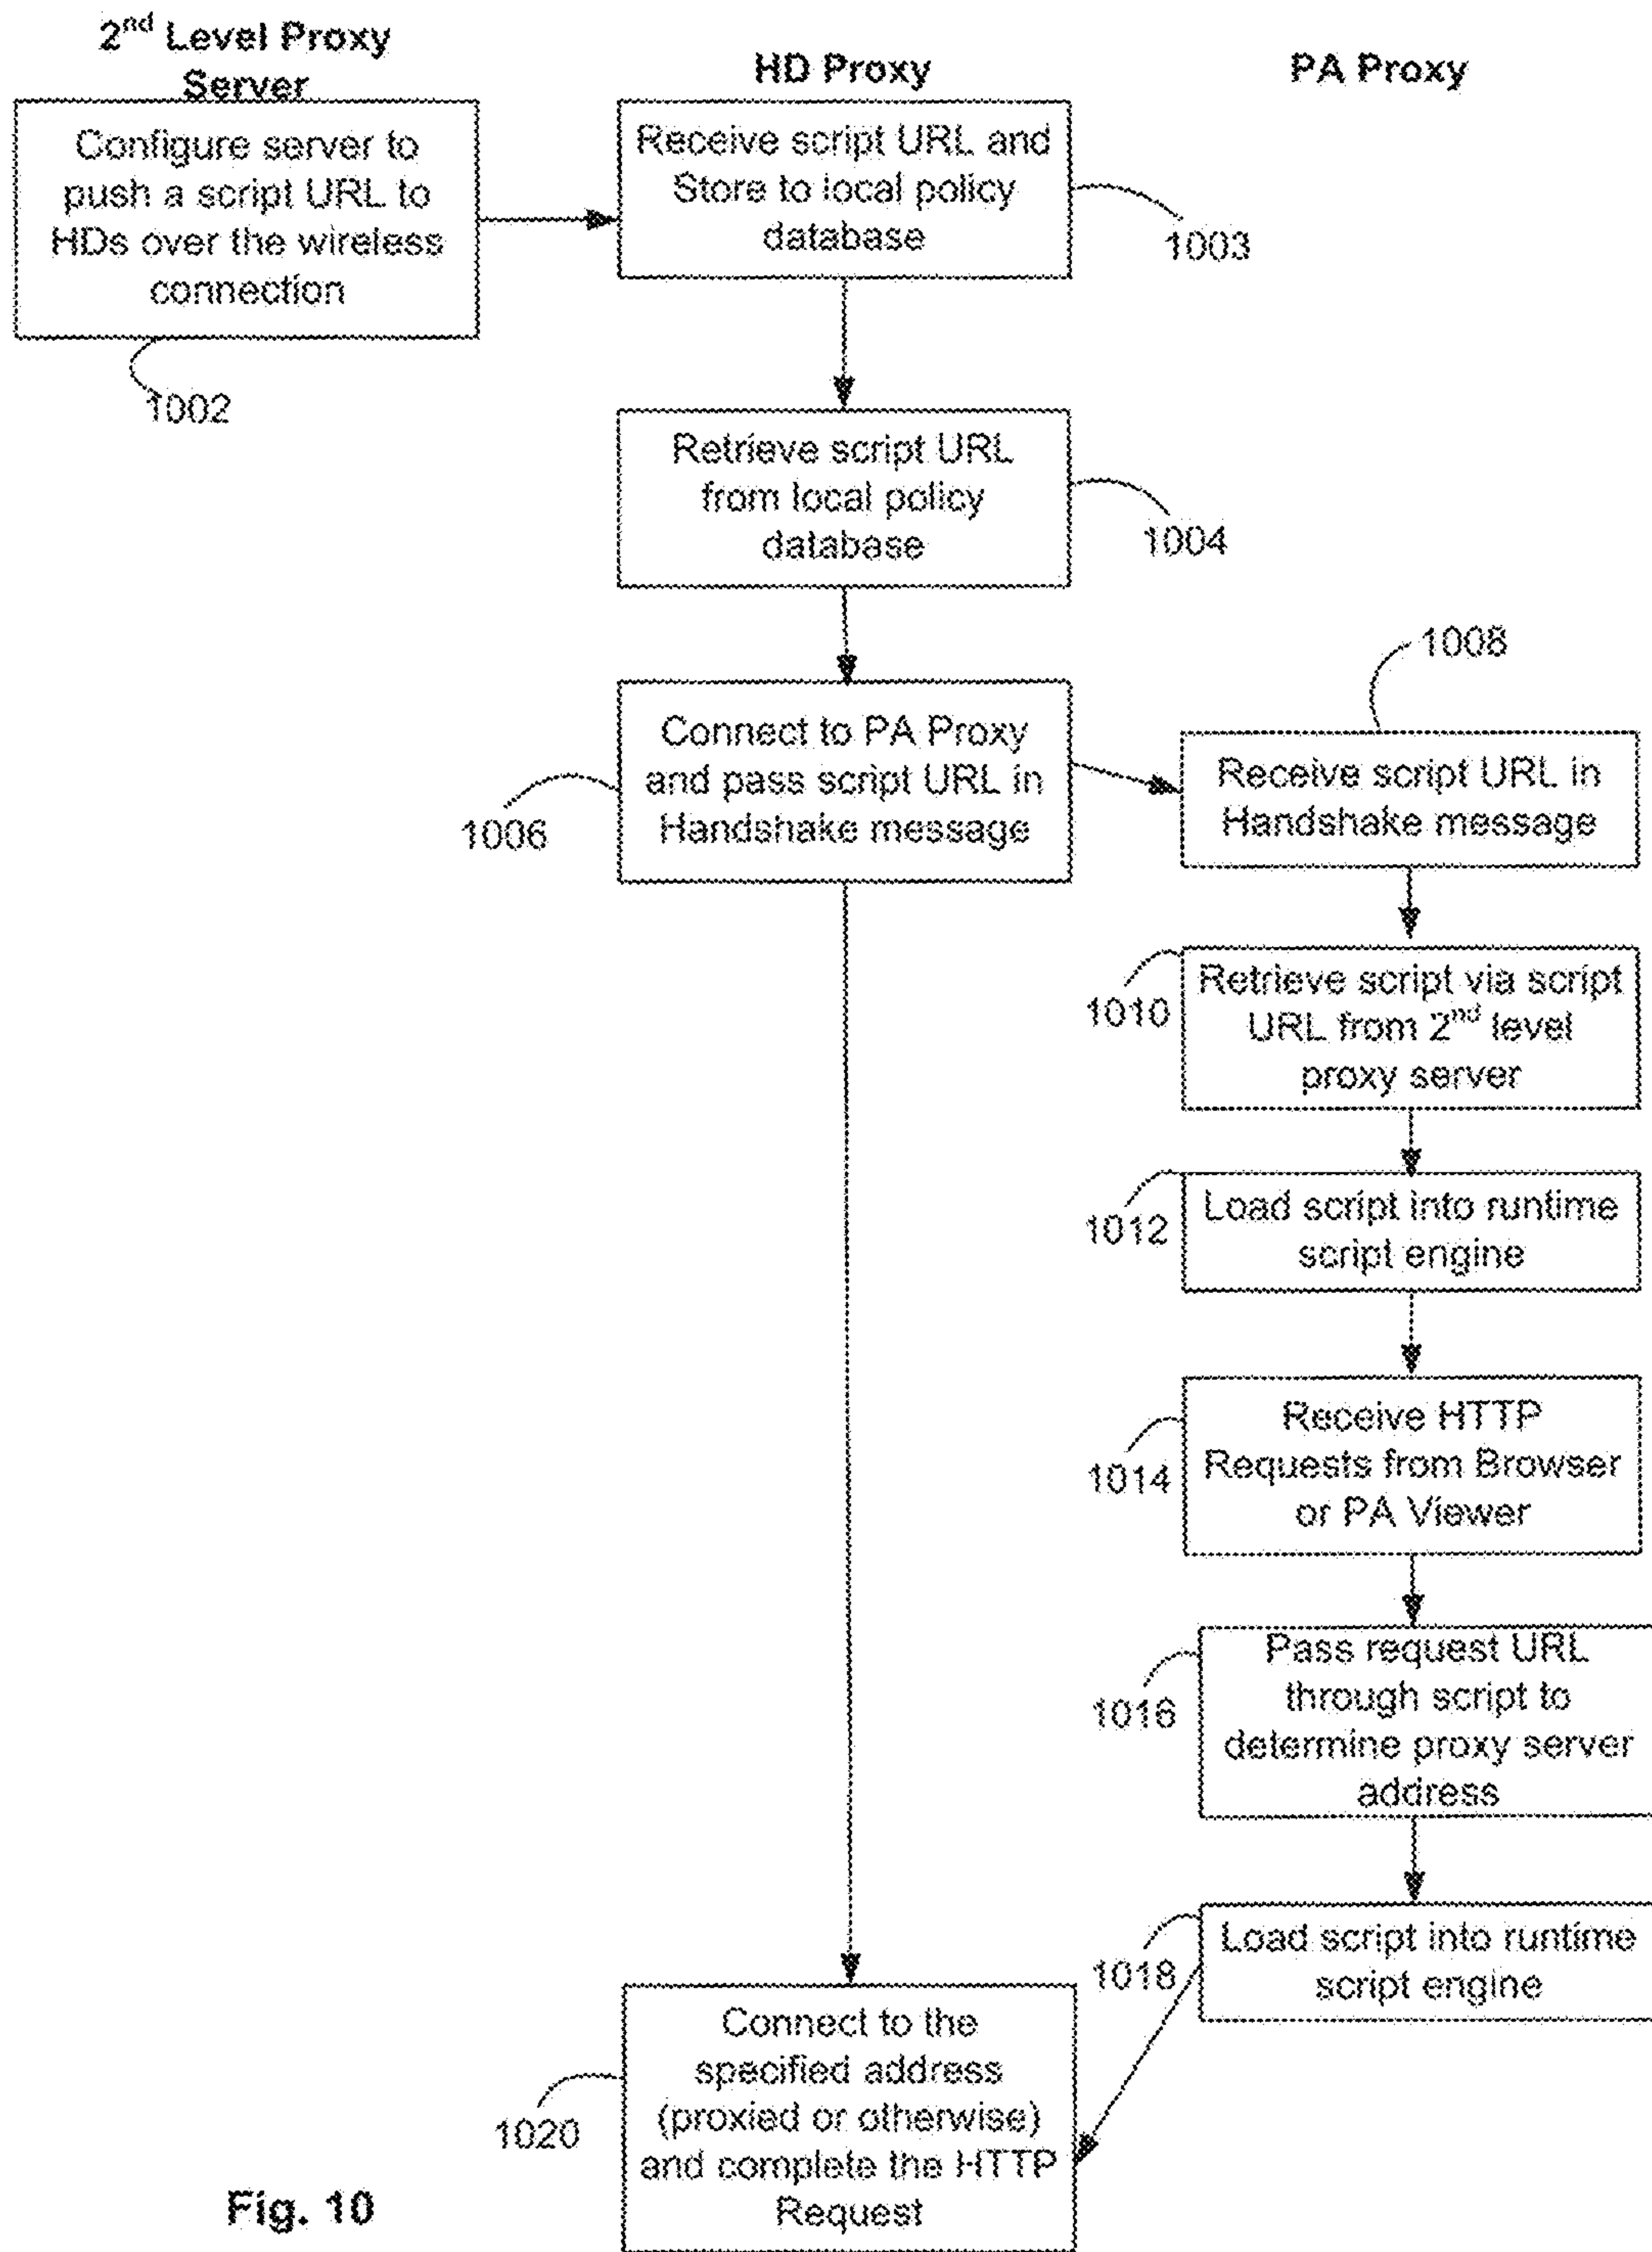 2nd Level Proxy
Server
HD Proxy
PA Proxy
Configure server to
push a script URL to
HDs over the wireless
connection
1002
Receive script URL and
Store to local policy
database
1003
Retrieve script URL
from local policy
database
1004
Connect to PA Proxy
and pass script URL in
Handshake message
1006
1008
Receive script URL in
Handshake message
Retrieve script via script
URL from 2nd level
proxy server
1010
Load script into runtime
script engine
1012
Receive HTTP
Requests from Browser
or PA Viewer
1014
Pass request URL
through script to
determine proxy server
address
1016
Load script into runtime
script engine
1018
Connect to the
specified address
(proxied or otherwise)
and complete the HTTP
Request
1020
Fig. 10